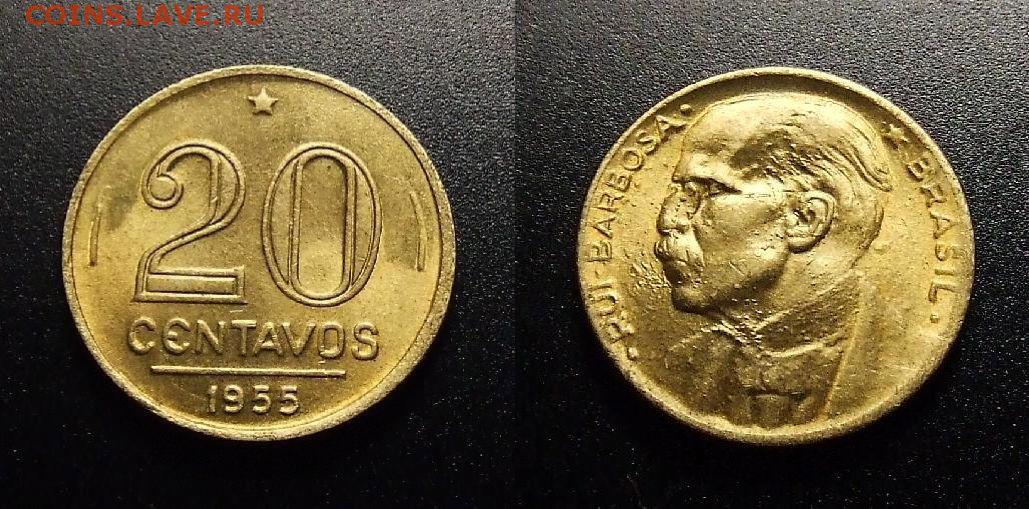 COINS.LAVE.RU
20
CENTAVOS
1955
·RUI·BARBOSA·
BRASIL·